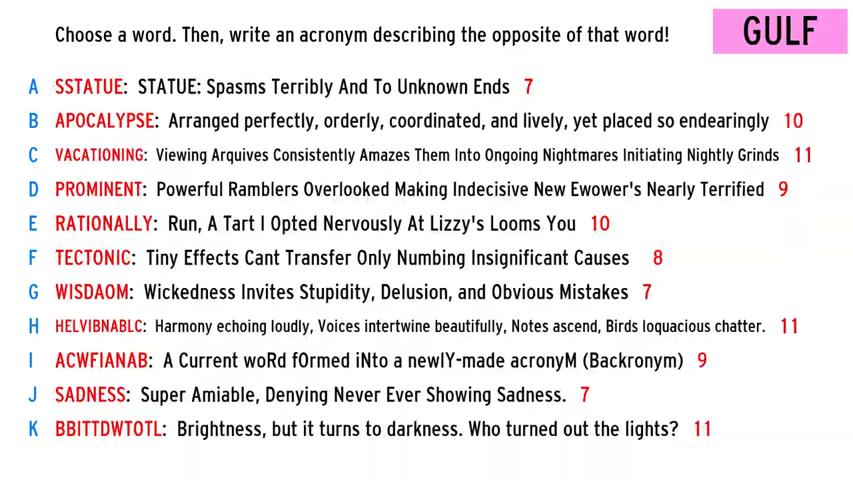 Choose a word. Then, write an acronym describing the opposite of that word!
GULF
A SSTATUE: STATUE: Spasms Terribly And To Unknown Ends 7
B APOCALYPSE: Arranged perfectly, orderly, coordinated, and lively, yet placed so endearingly 10
C VACATIONING: Viewing Arquives Consistently Amazes Them Into Ongoing Nightmares Initiating Nightly Grinds 11
D PROMINENT: Powerful Ramblers Overlooked Making Indecisive New Ewower's Nearly Terrified 9
E RATIONALLY: Run, A Tart I Opted Nervously At Lizzy's Looms You 10
F TECTONIC: Tiny Effects Cant Transfer Only Numbing Insignificant Causes 8
G WISDAOM: Wickedness Invites Stupidity, Delusion, and Obvious Mistakes 7
H HELVIBNABLC: Harmony echoing loudly, Voices intertwine beautifully, Notes ascend, Birds loquacious chatter. 11
I ACWFIANAB: A Current woRd fOrmed iNto a newlY-made acronyM (Backronym) 9
J SADNESS: Super Amiable, Denying Never Ever Showing Sadness. 7
K BBITTDWTOTL: Brightness, but it turns to darkness. Who turned out the lights? 11